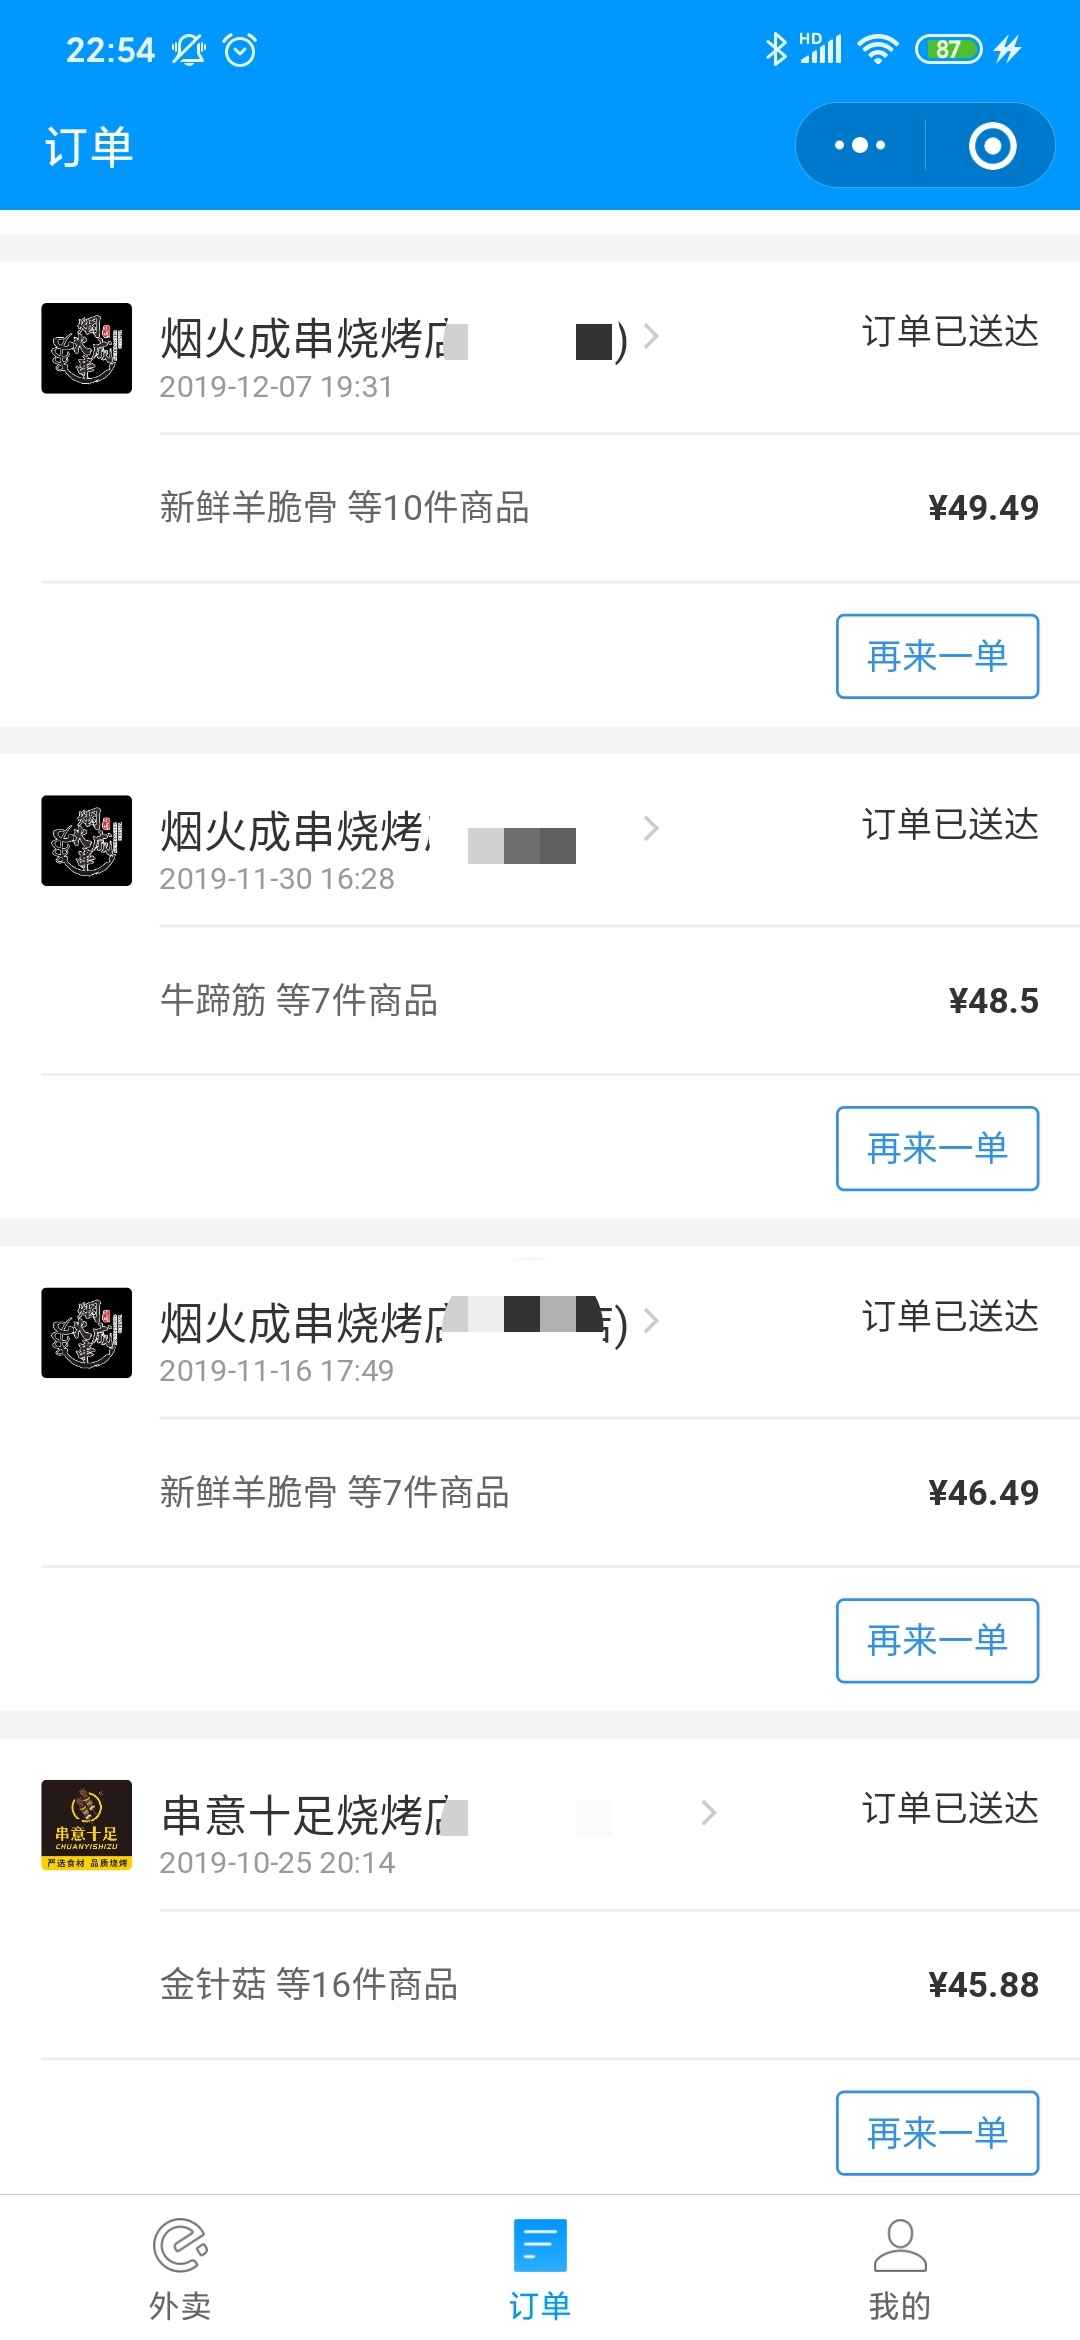 22:54
HD
87
订单
烟火成串烧烤店 )
订单已送达
2019-12-07 19:31
新鲜羊脆骨 等10件商品
¥49.49
再来一单
烟火成串烧烤
订单已送达
2019-11-30 16:28
牛蹄筋 等7件商品
¥48.5
再来一单
烟火成串烧烤店 )
订单已送达
2019-11-16 17:49
新鲜羊脆骨 等7件商品
¥46.49
再来一单
串意十足
CHUANYISHIZU
严选食材 品质烧烤
串意十足烧烤店
订单已送达
2019-10-25 20:14
金针菇 等16件商品
¥45.88
再来一单
外卖
订单
我的